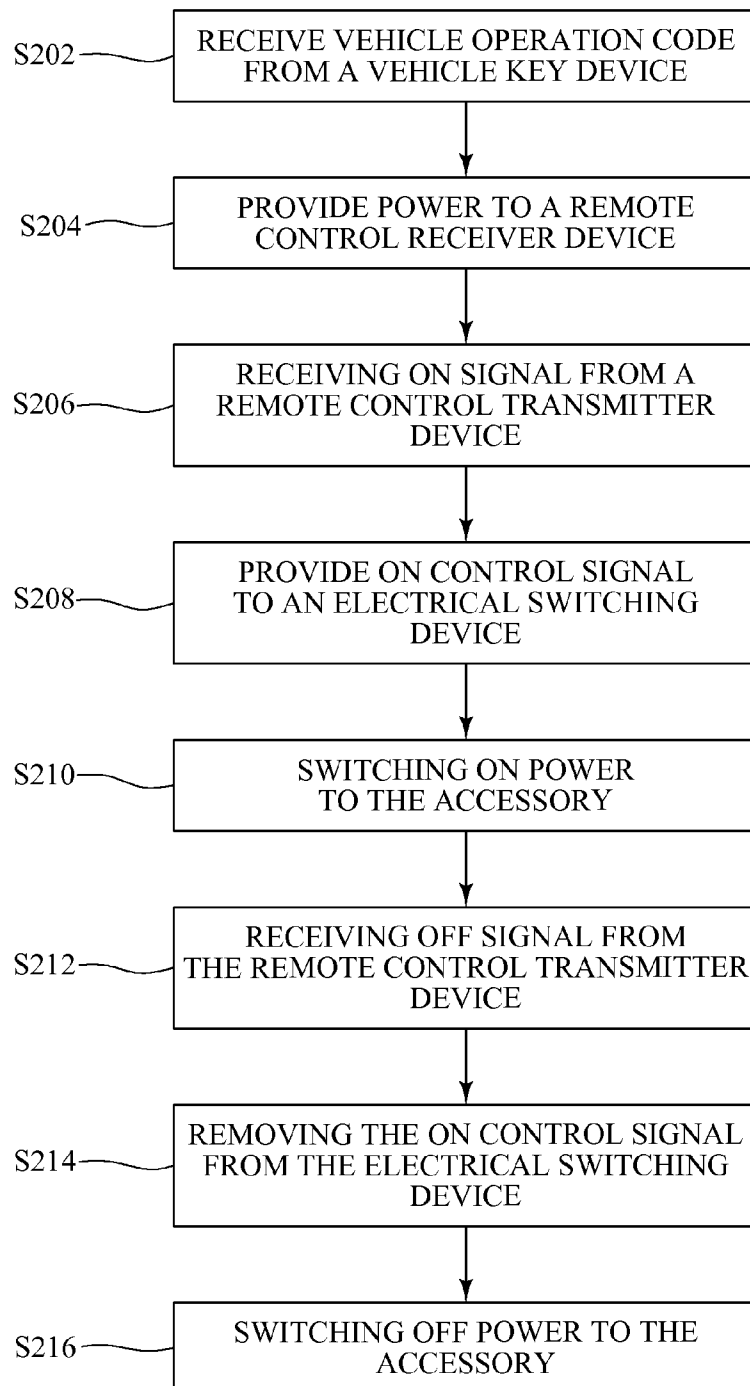 S202
RECEIVE VEHICLE OPERATION CODE
FROM A VEHICLE KEY DEVICE
S204
PROVIDE POWER TO A REMOTE
CONTROL RECEIVER DEVICE
S206
RECEIVING ON SIGNAL FROM A
REMOTE CONTROL TRANSMITTER
DEVICE
S208
PROVIDE ON CONTROL SIGNAL
TO AN ELECTRICAL SWITCHING
DEVICE
S210
SWITCHING ON POWER
TO THE ACCESSORY
S212
RECEIVING OFF SIGNAL FROM
THE REMOTE CONTROL TRANSMITTER
DEVICE
S214
REMOVING THE ON CONTROL SIGNAL
FROM THE ELECTRICAL SWITCHING
DEVICE
S216
SWITCHING OFF POWER TO THE
ACCESSORY